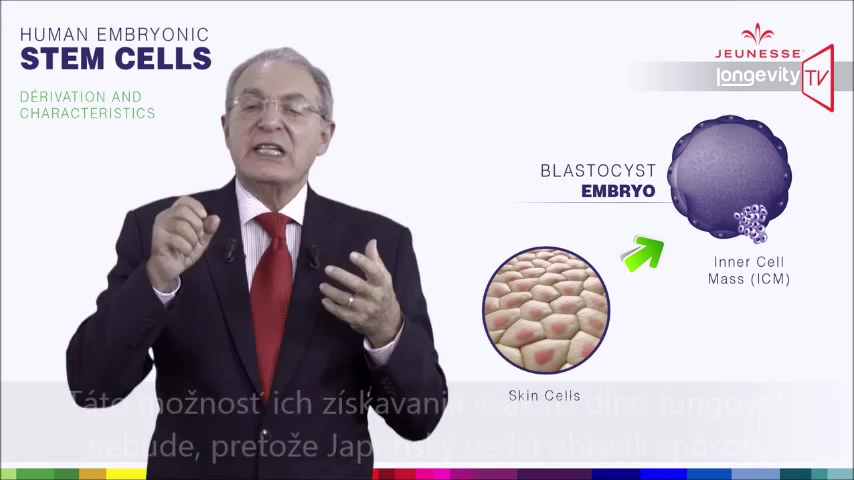 HUMAN EMBRYONIC
STEM CELLS
DERIVATION AND
CHARACTERISTICS
JEUNESSE
longevity TV
BLASTOCYST
EMBRYO
Inner Cell
Mass (ICM)
Skin Cells
Táto možnosť ich získavania však dlho fungovať
nebude, pretože Japonský vedci objavili spôsob,